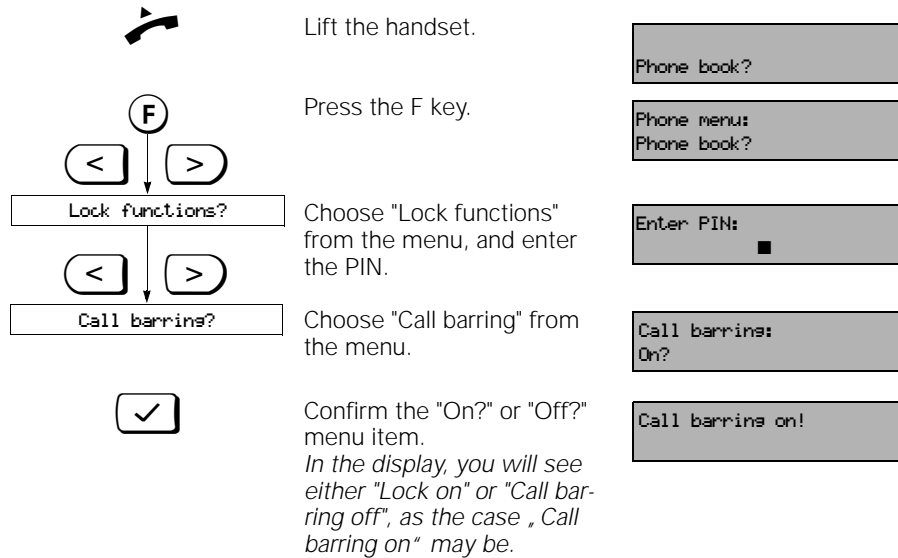 Lift the handset.
Phone book?
F
Press the F key.
Phone menu:
Phone book?
< >
Lock functions?
Choose "Lock functions"
from the menu, and enter
the PIN.
Enter PIN:
< >
Call barring?
Choose "Call barring" from
the menu.
Call barring:
On?
Confirm the "On?" or "Off?"
menu item.
In the display, you will see
either "Lock on" or "Call bar-
ring off", as the case „ Call
barring on“ may be.
Call barring on!